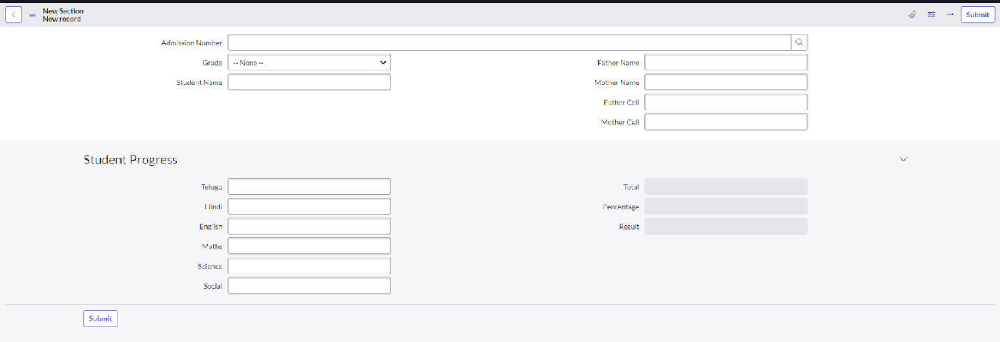 New Section
New record
Submit
Admission Number
Grade -- None --
Father Name
Student Name
Mother Name
Father Cell
Mother Cell
Student Progress
Telugu
Total
Hindi
Percentage
English
Result
Maths
Science
Social
Submit